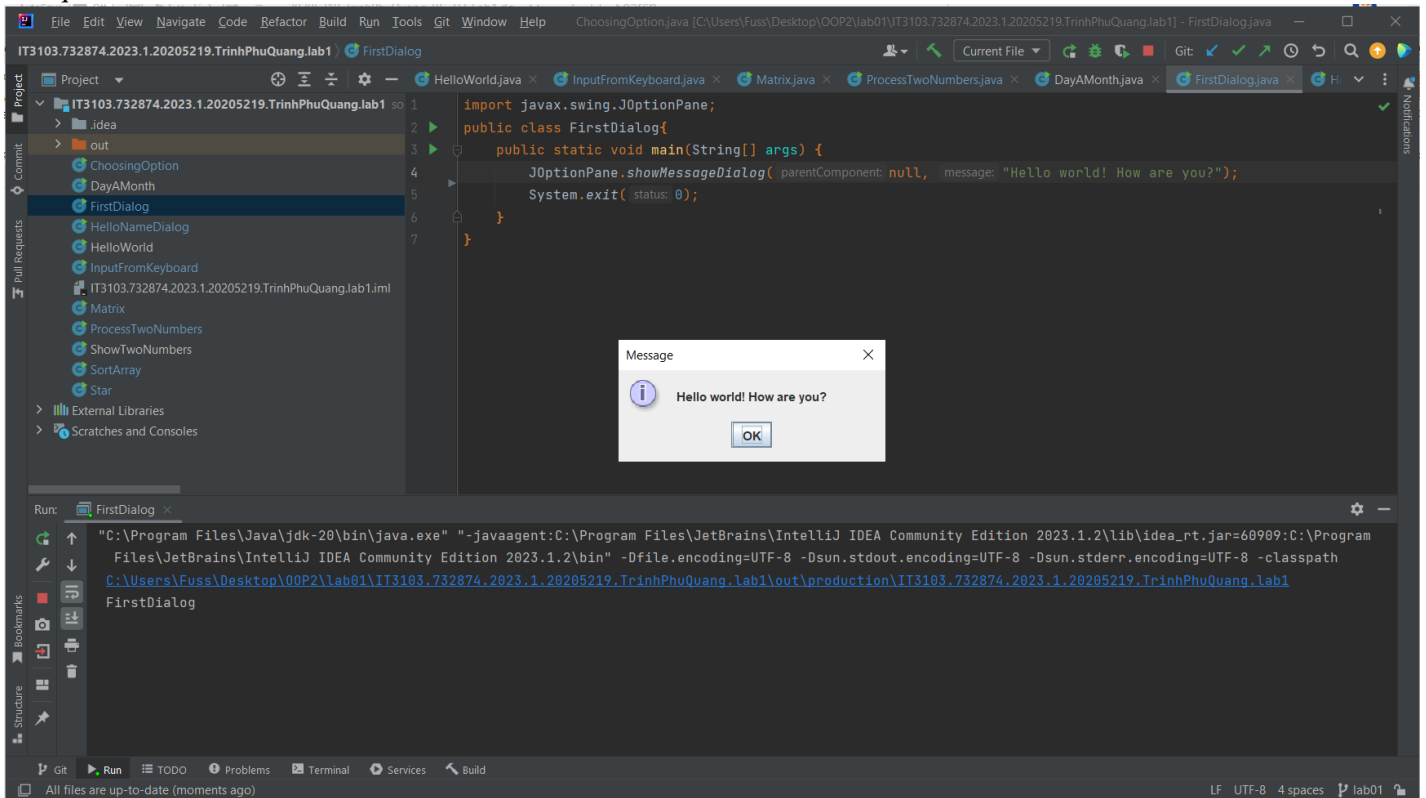 File Edit View Navigate Code Refactor Build Run Tools Git Window Help ChoosingOption.java [C:\Users\Fuss\Desktop\OOP2\lab01\IT3103.732874.2023.1.20205219.TrinhPhuQuang.lab1] - FirstDialog.java
IT3103.732874.2023.1.20205219.TrinhPhuQuang.lab1 FirstDialog Current File Git:
Project HelloWorld.java InputFromKeyboard.java Matrix.java ProcessTwoNumbers.java DayAMonth.java FirstDialog.java H
IT3103.732874.2023.1.20205219.TrinhPhuQuang.lab1 so
.idea
out
ChoosingOption
DayAMonth
FirstDialog
HelloNameDialog
HelloWorld
InputFromKeyboard
IT3103.732874.2023.1.20205219.TrinhPhuQuang.lab1.iml
Matrix
ProcessTwoNumbers
ShowTwoNumbers
SortArray
Star
External Libraries
Scratches and Consoles
1 import javax.swing.JOptionPane;
2 public class FirstDialog{
3 public static void main(String[] args) {
4 JOptionPane.showMessageDialog( parentComponent: null, message: "Hello world! How are you?");
5 System.exit( status: 0);
6 }
7 }
Message
Hello world! How are you?
OK
Project
Commit
Pull Requests
Bookmarks
Structure
Notifications
Run: FirstDialog
"C:\Program Files\Java\jdk-20\bin\java.exe" "-javaagent:C:\Program Files\JetBrains\IntelliJ IDEA Community Edition 2023.1.2\lib\idea_rt.jar=60909:C:\Program
Files\JetBrains\IntelliJ IDEA Community Edition 2023.1.2\bin" -Dfile.encoding=UTF-8 -Dsun.stdout.encoding=UTF-8 -Dsun.stderr.encoding=UTF-8 -classpath
C:\Users\Fuss\Desktop\OOP2\lab01\IT3103.732874.2023.1.20205219.TrinhPhuQuang.lab1\out\production\IT3103.732874.2023.1.20205219.TrinhPhuQuang.lab1
FirstDialog
Git Run TODO Problems Terminal Services Build
All files are up-to-date (moments ago) LF UTF-8 4 spaces lab01